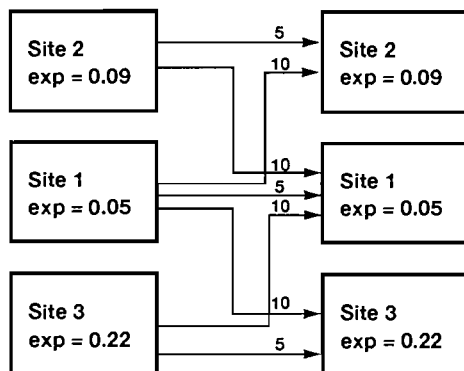 5
Site 2
exp = 0.09
Site 2
exp = 0.09
10
10
Site 1
exp = 0.05
5
Site 1
exp = 0.05
10
10
Site 3
exp = 0.22
Site 3
exp = 0.22
5